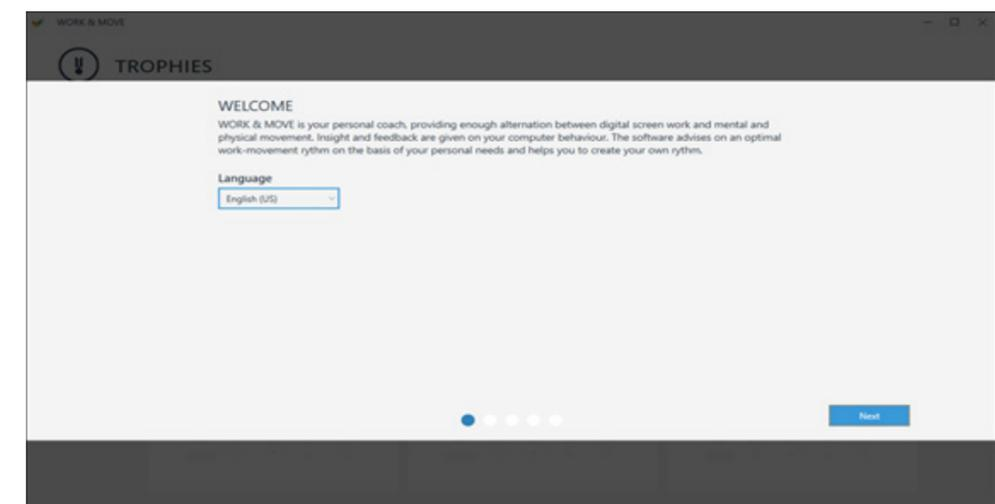 WORK & MOVE
TROPHIES
WELCOME
WORK & MOVE is your personal coach, providing enough alternation between digital screen work and mental and
physical movement. Insight and feedback are given on your computer behaviour. The software advises on an optimal
work-movement rythm on the basis of your personal needs and helps you to create your own rythm.
Language
English (US)
Next